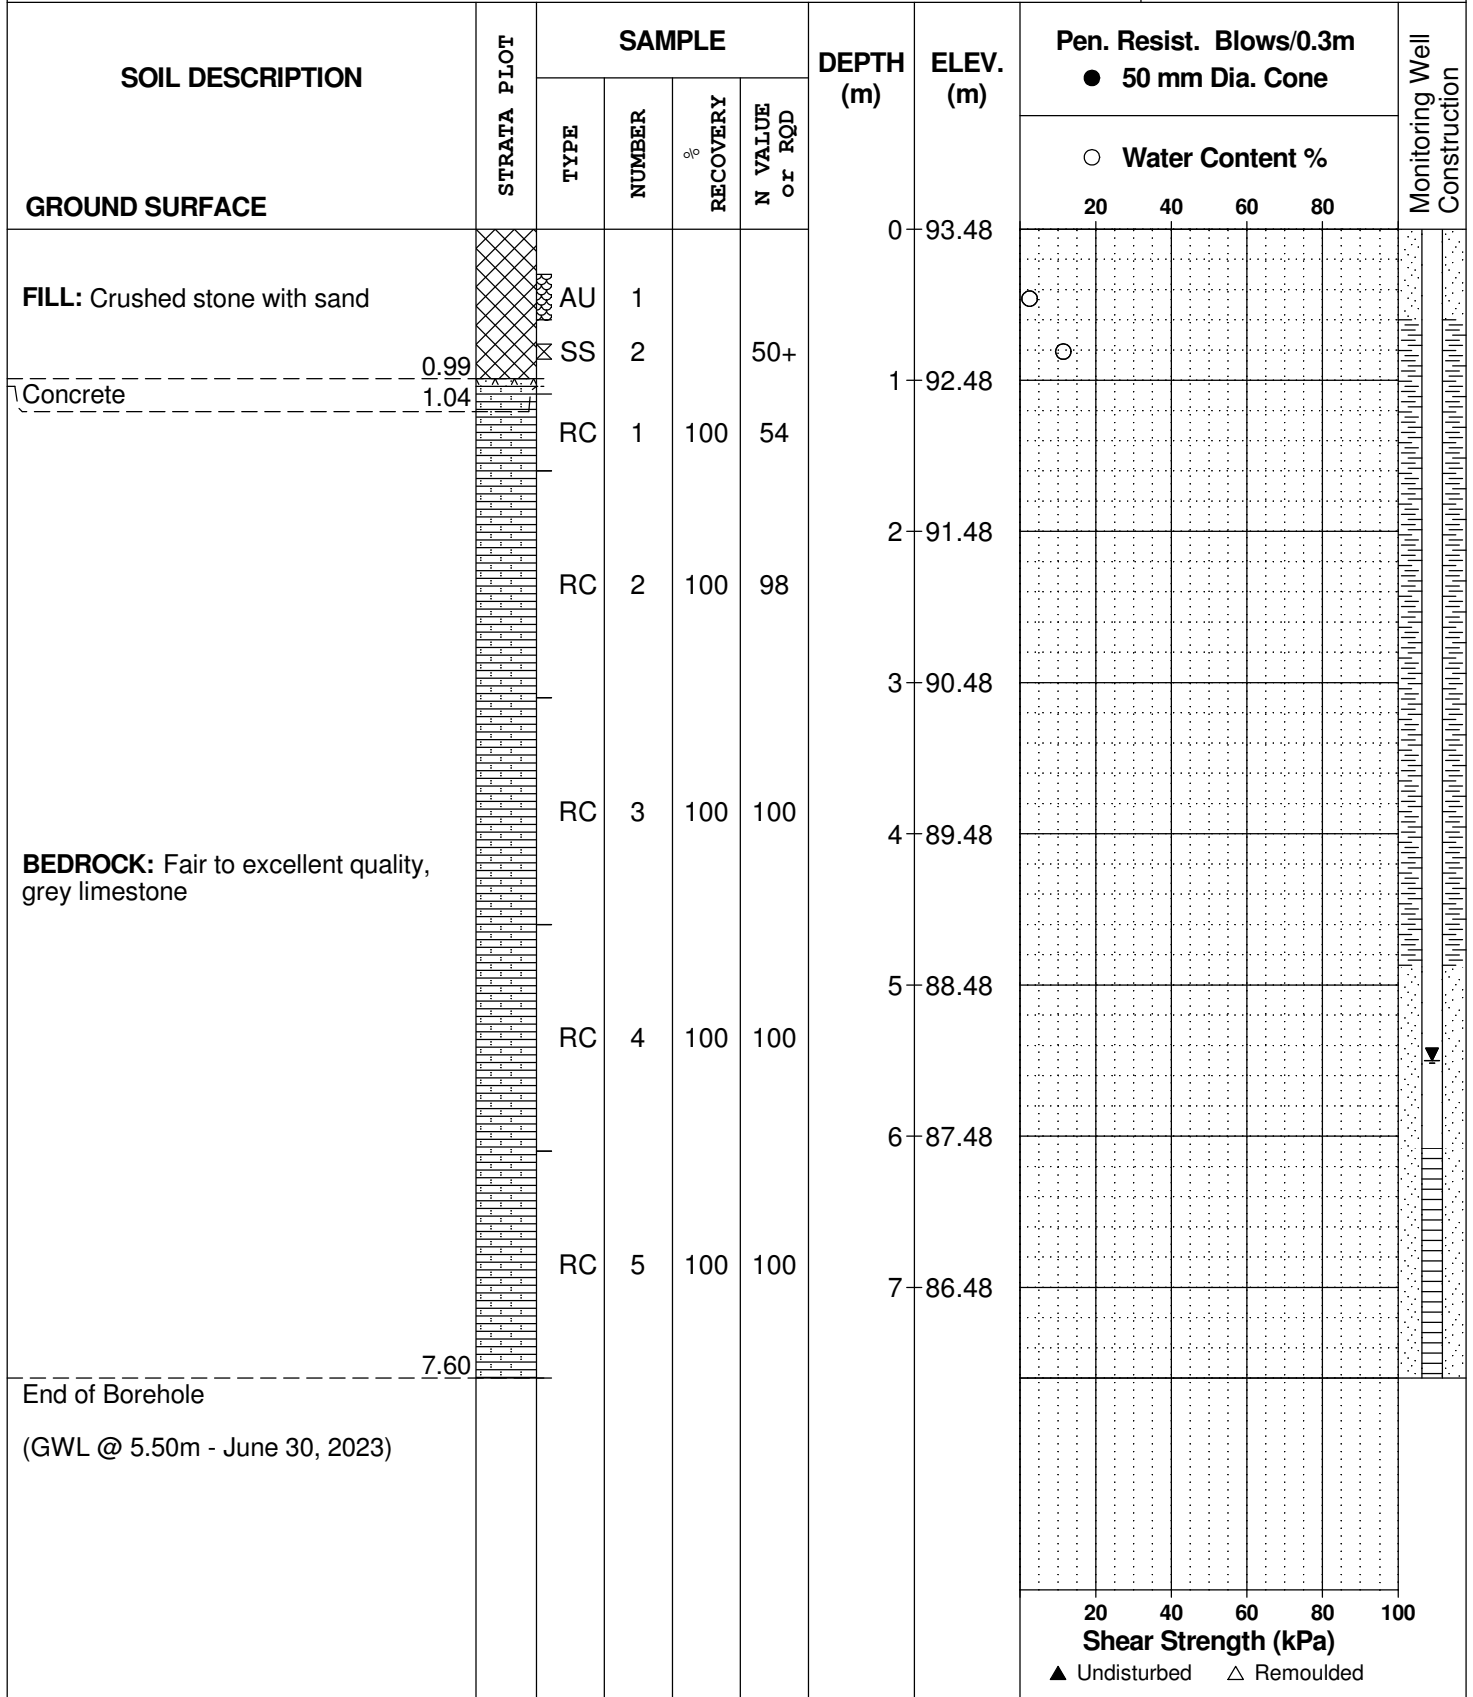 SOIL DESCRIPTION
GROUND SURFACE
STRATA PLOT
SAMPLE
TYPE
NUMBER
% RECOVERY
N VALUE or RQD
DEPTH (m)
ELEV. (m)
Pen. Resist. Blows/0.3m
● 50 mm Dia. Cone
○ Water Content %
20 40 60 80
Monitoring Well Construction
0 93.48
FILL: Crushed stone with sand
AU 1
SS 2 50+
0.99
1 92.48
Concrete 1.04
RC 1 100 54
2 91.48
RC 2 100 98
3 90.48
RC 3 100 100
4 89.48
BEDROCK: Fair to excellent quality,
grey limestone
5 88.48
RC 4 100 100
6 87.48
RC 5 100 100
7 86.48
7.60
End of Borehole
(GWL @ 5.50m - June 30, 2023)
20 40 60 80 100
Shear Strength (kPa)
▲ Undisturbed △ Remoulded